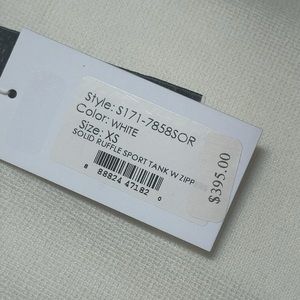 Style: S171-7858SOR
Color: WHITE
Size: XS
SOLID RUFFLE SPORT TANK W ZIPP
8 88824 47182 0
$395.00